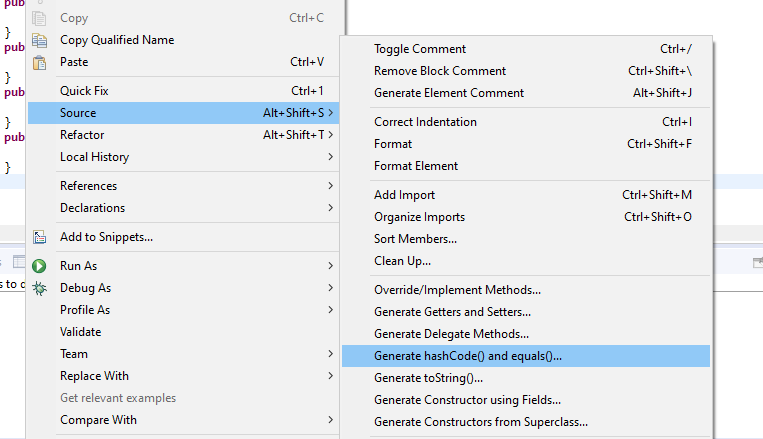 pu
Copy Ctrl+C
}
Copy Qualified Name
pub
Paste Ctrl+V
}
Quick Fix Ctrl+1
pub
Source Alt+Shift+S >
}
Refactor Alt+Shift+T >
pub
Local History >
}
References >
Declarations >
Add to Snippets...
Run As >
s to d
Debug As >
Profile As >
Validate
Team >
Replace With >
Get relevant examples
Compare With >
Toggle Comment Ctrl+/
Remove Block Comment Ctrl+Shift+\
Generate Element Comment Alt+Shift+J
Correct Indentation Ctrl+I
Format Ctrl+Shift+F
Format Element
Add Import Ctrl+Shift+M
Organize Imports Ctrl+Shift+O
Sort Members...
Clean Up...
Override/Implement Methods...
Generate Getters and Setters...
Generate Delegate Methods...
Generate hashCode() and equals()...
Generate toString()...
Generate Constructor using Fields...
Generate Constructors from Superclass...